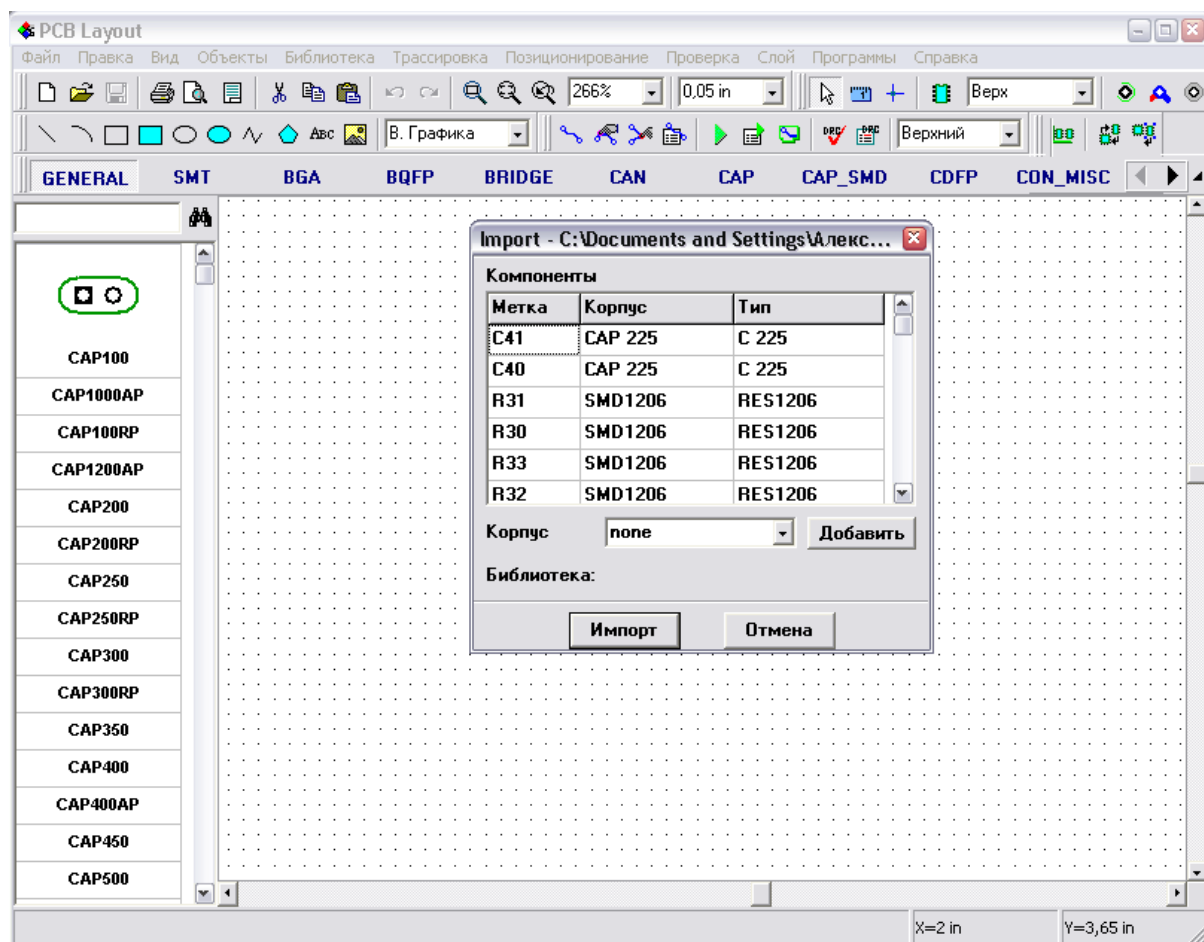 PCB Layout
Файл Правка Вид Объекты Библиотека Трассировка Позиционирование Проверка Слой Программы Справка
266% 0,05 in Верх
ABC В. Графика DRC DRC Верхний
GENERAL SMT BGA BQFP BRIDGE CAN CAP CAP_SMD CDFP CON_MISC
Import - C:\Documents and Settings\Алекс...
Компоненты
Метка Корпус Тип
C41 CAP 225 C 225
C40 CAP 225 C 225
R31 SMD1206 RES1206
R30 SMD1206 RES1206
R33 SMD1206 RES1206
R32 SMD1206 RES1206
Корпус none Добавить
Библиотека:
Импорт Отмена
CAP100
CAP1000AP
CAP100RP
CAP1200AP
CAP200
CAP200RP
CAP250
CAP250RP
CAP300
CAP300RP
CAP350
CAP400
CAP400AP
CAP450
CAP500
X=2 in Y=3,65 in